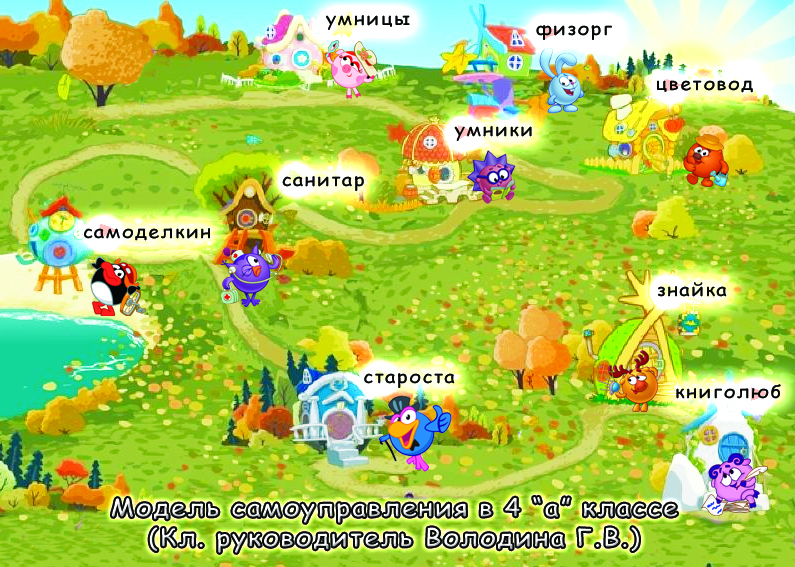 умницы
физорг
цветовод
умники
санитар
самоделкин
знайка
староста
книголюб
Модель самоуправления в 4 "а" классе
(Кл. руководитель Володина Г.В.)